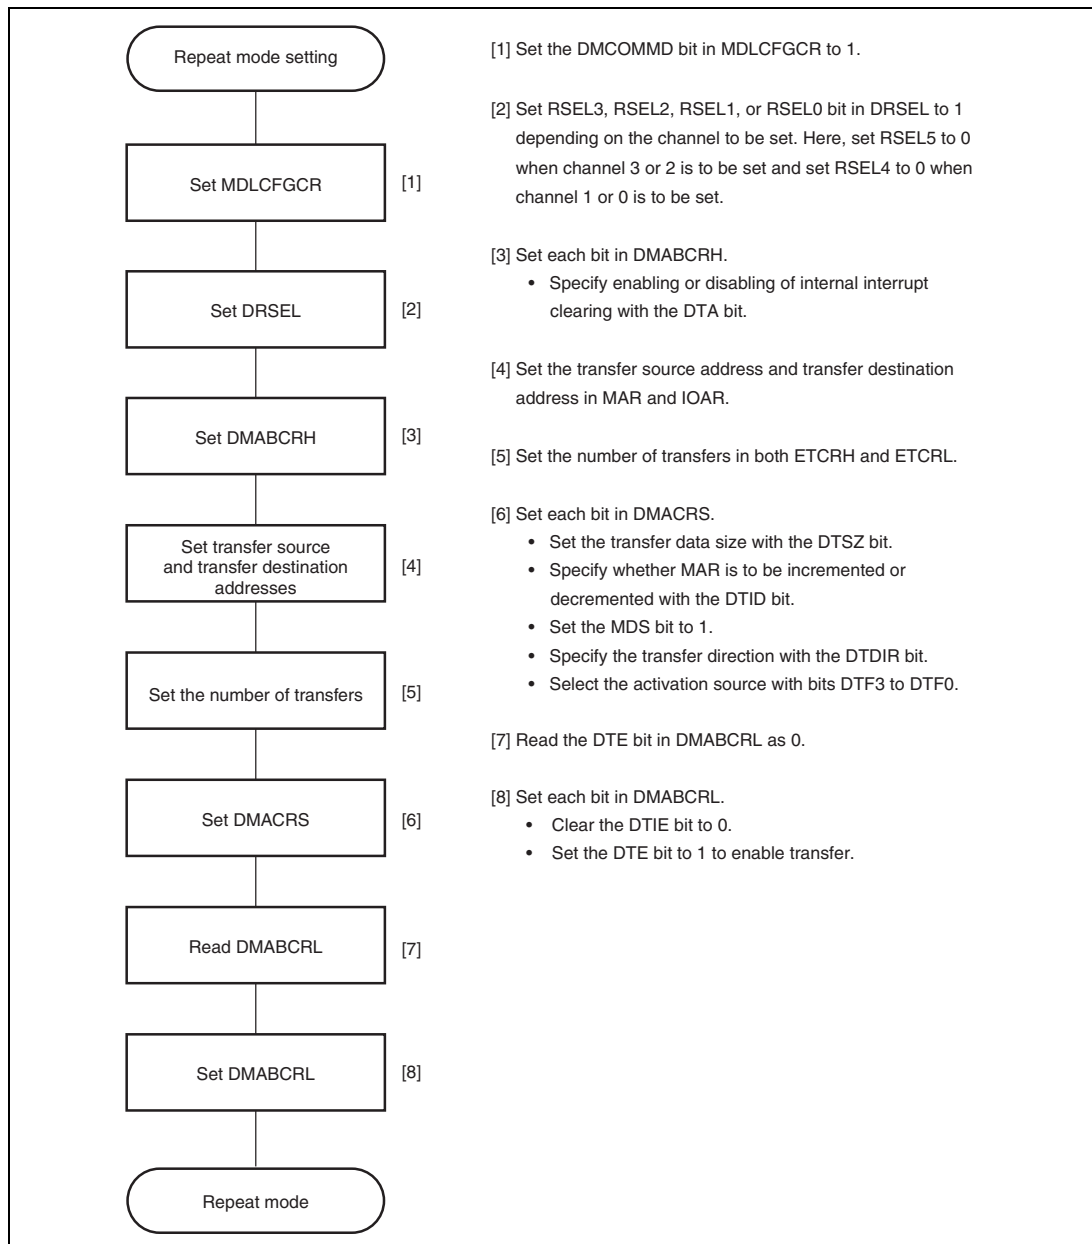 Repeat mode setting
Set MDLCFGCR
[1]
Set DRSEL
[2]
Set DMABCRH
[3]
Set transfer source
and transfer destination
addresses
[4]
Set the number of transfers
[5]
Set DMACRS
[6]
Read DMABCRL
[7]
Set DMABCRL
[8]
Repeat mode
[1] Set the DMCOMMD bit in MDLCFGCR to 1.
[2] Set RSEL3, RSEL2, RSEL1, or RSEL0 bit in DRSEL to 1
depending on the channel to be set. Here, set RSEL5 to 0
when channel 3 or 2 is to be set and set RSEL4 to 0 when
channel 1 or 0 is to be set.
[3] Set each bit in DMABCRH.
• Specify enabling or disabling of internal interrupt
clearing with the DTA bit.
[4] Set the transfer source address and transfer destination
address in MAR and IOAR.
[5] Set the number of transfers in both ETCRH and ETCRL.
[6] Set each bit in DMACRS.
• Set the transfer data size with the DTSZ bit.
• Specify whether MAR is to be incremented or
decremented with the DTID bit.
• Set the MDS bit to 1.
• Specify the transfer direction with the DTDIR bit.
• Select the activation source with bits DTF3 to DTF0.
[7] Read the DTE bit in DMABCRL as 0.
[8] Set each bit in DMABCRL.
• Clear the DTIE bit to 0.
• Set the DTE bit to 1 to enable transfer.